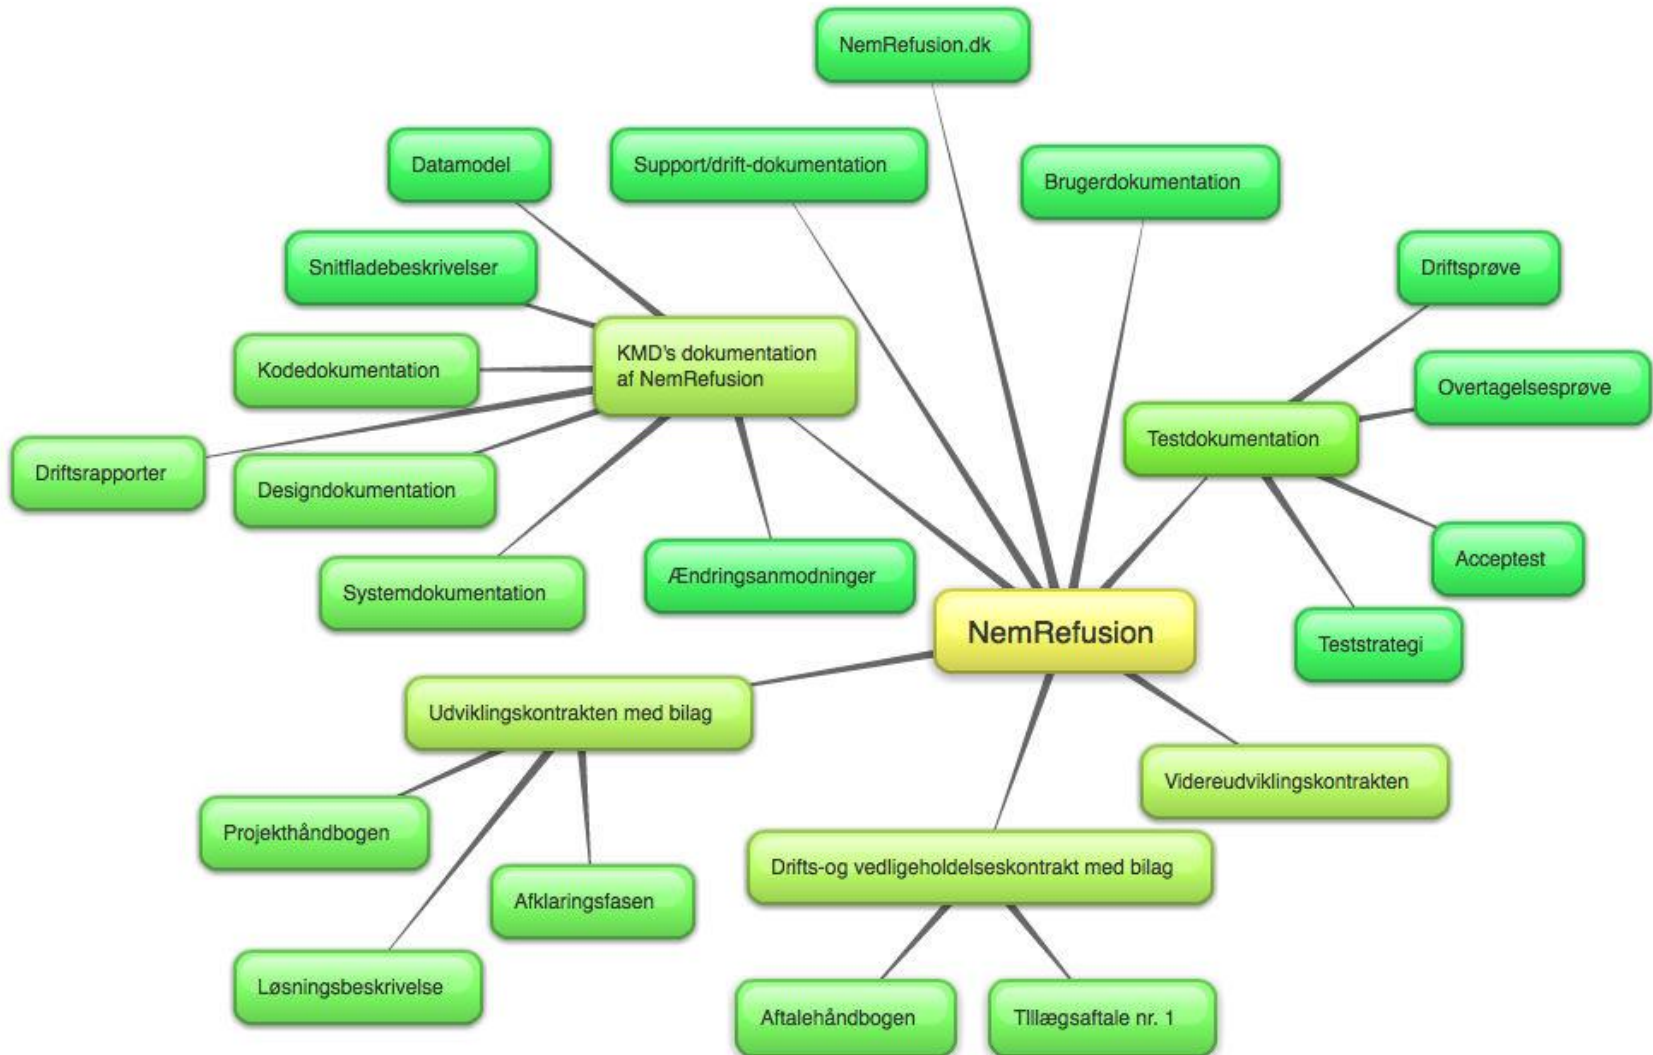 NemRefusion.dk
Datamodel
Support/drift-dokumentation
Brugerdokumentation
Snitfladebeskrivelser
Driftsprøve
KMD's dokumentation
af NemRefusion
Kodedokumentation
Overtagelsesprøve
Testdokumentation
Driftsrapporter
Designdokumentation
Acceptest
Ændringsanmodninger
Systemdokumentation
NemRefusion
Teststrategi
Udviklingskontrakten med bilag
Videreudviklingskontrakten
Projekthåndbogen
Drifts-og vedligeholdelseskontrakt med bilag
Afklaringsfasen
Løsningsbeskrivelse
Aftalehåndbogen
TIllægsaftale nr. 1